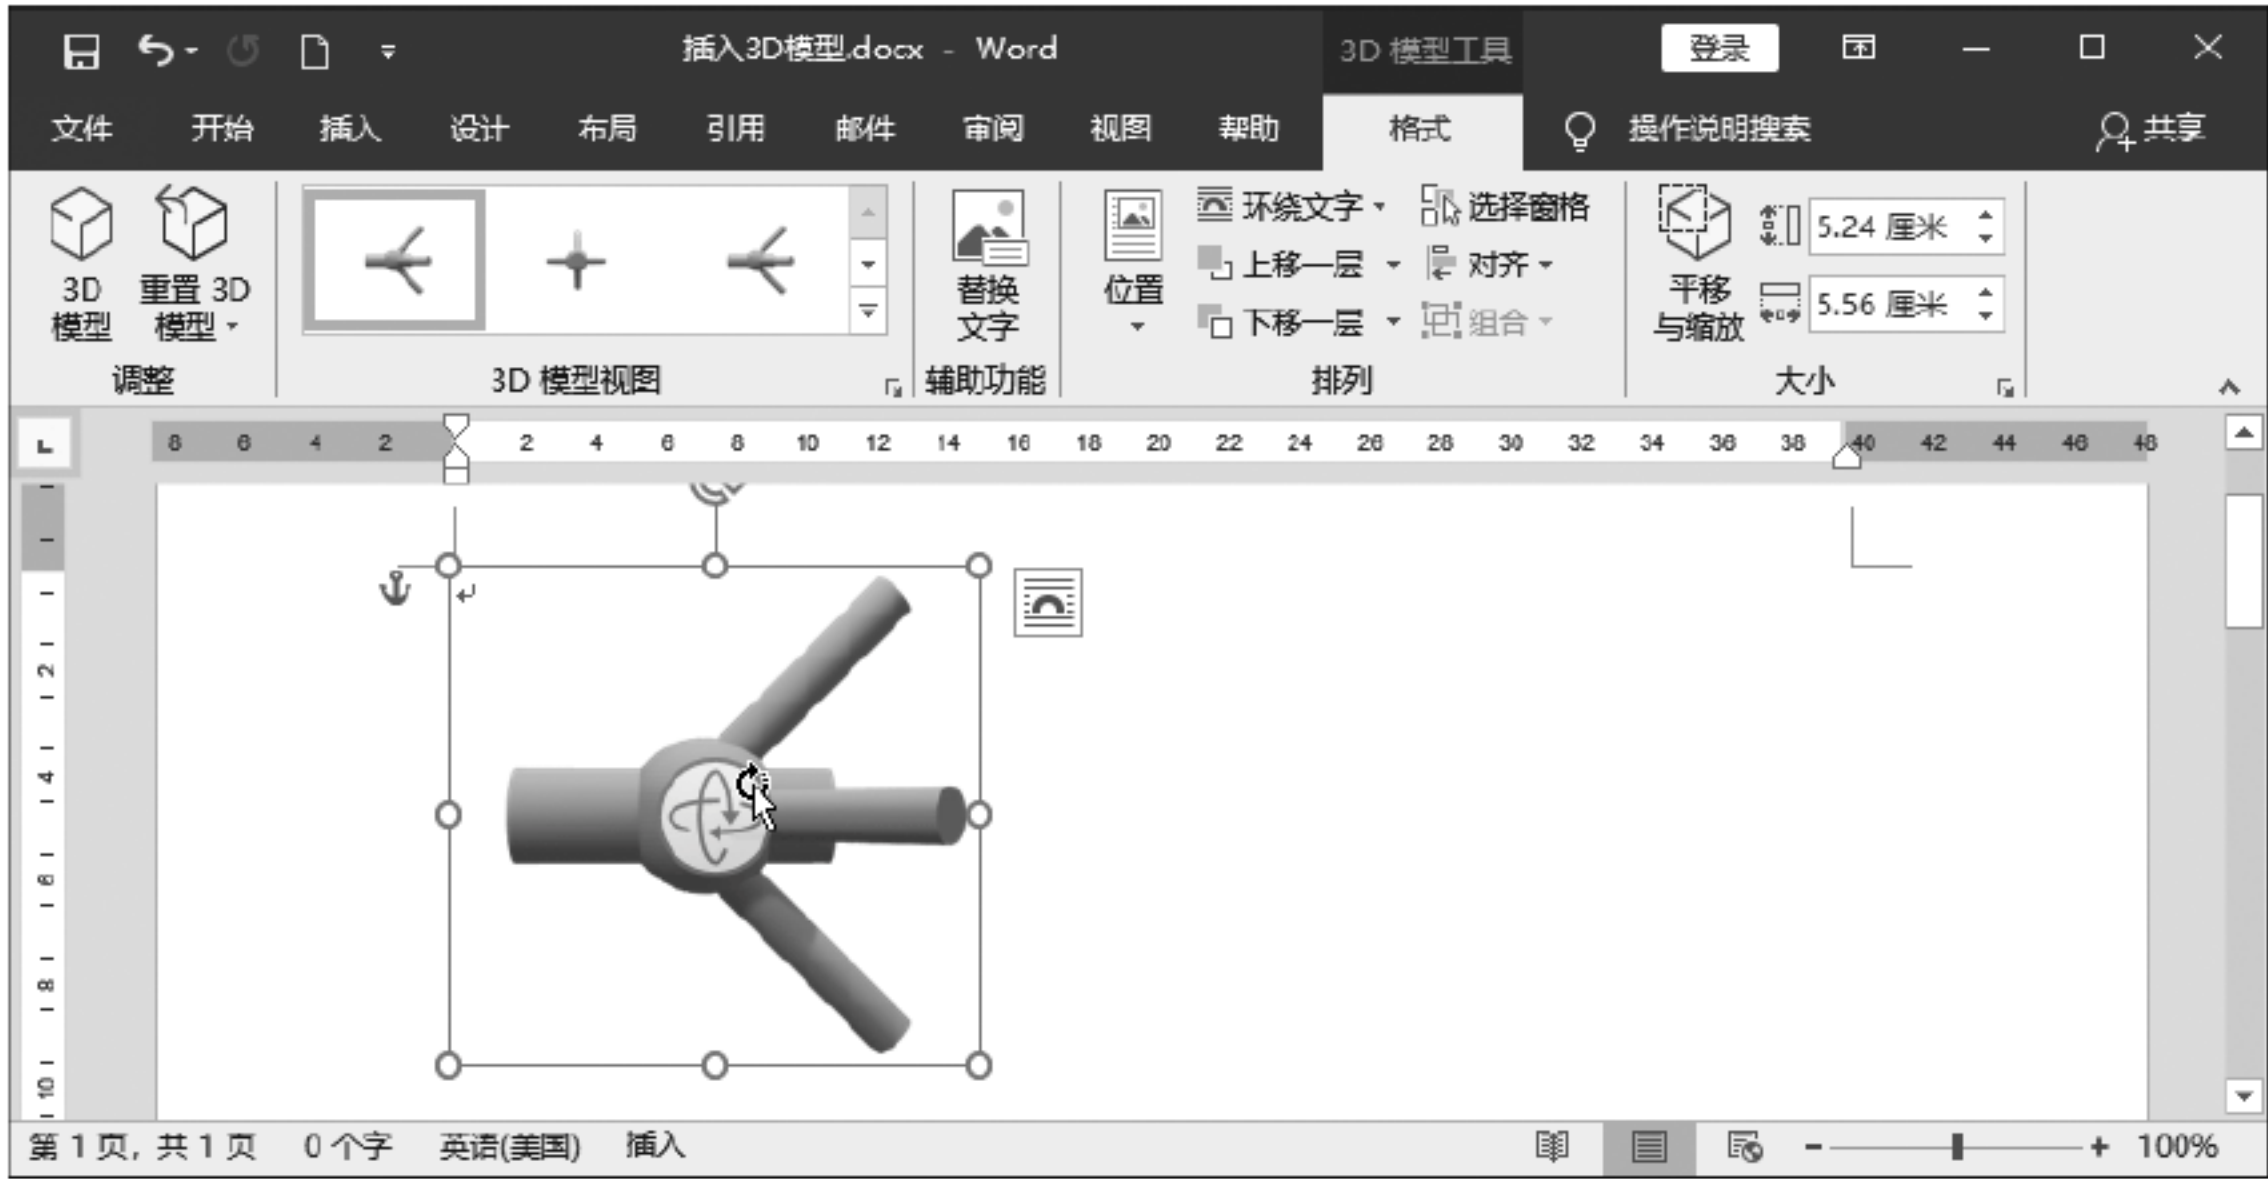 插入3D模型.docx - Word
3D 模型工具
登录
文件 开始 插入 设计 布局 引用 邮件 审阅 视图 帮助 格式 操作说明搜索 共享
3D
模型
重置 3D
模型
调整
3D 模型视图
替换
文字
辅助功能
位置
环绕文字
上移一层
下移一层
选择窗格
对齐
组合
排列
平移
与缩放
5.24 厘米
5.56 厘米
大小
8 6 4 2 2 4 6 8 10 12 14 16 18 20 22 24 26 28 30 32 34 36 38 40 42 44 46 48
2
4
6
8
10
第 1 页, 共 1 页 0 个字 英语(美国) 插入 100%